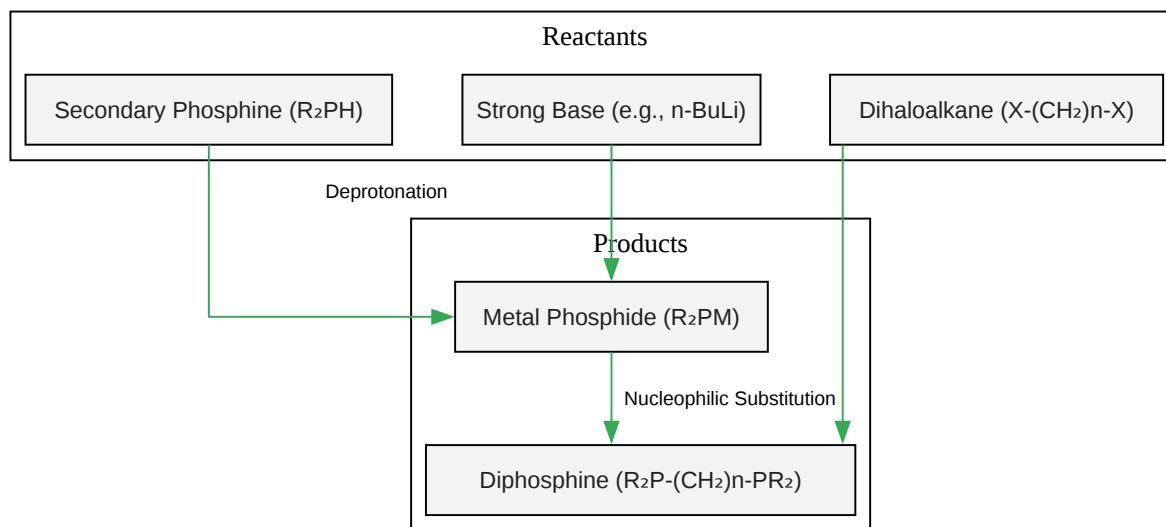 Reactants
Secondary Phosphine (R₂PH)
Strong Base (e.g., n-BuLi)
Dihaloalkane (X-(CH₂)n-X)
Deprotonation
Products
Metal Phosphide (R₂PM)
Nucleophilic Substitution
Diphosphine (R₂P-(CH₂)n-PR₂)